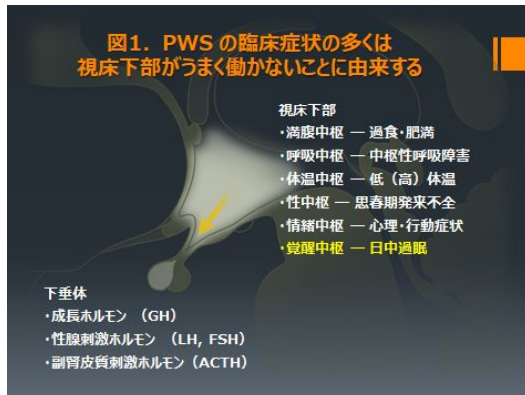 図1. PWS の臨床症状の多くは
視床下部がうまく働かないことに由来する
視床下部
・満腹中枢 ― 過食・肥満
・呼吸中枢 ― 中枢性呼吸障害
・体温中枢 ― 低（高）体温
・性中枢 ― 思春期発来不全
・情緒中枢 ― 心理・行動症状
・覚醒中枢 ― 日中過眠
下垂体
・成長ホルモン （GH）
・性腺刺激ホルモン （LH, FSH）
・副腎皮質刺激ホルモン（ACTH）